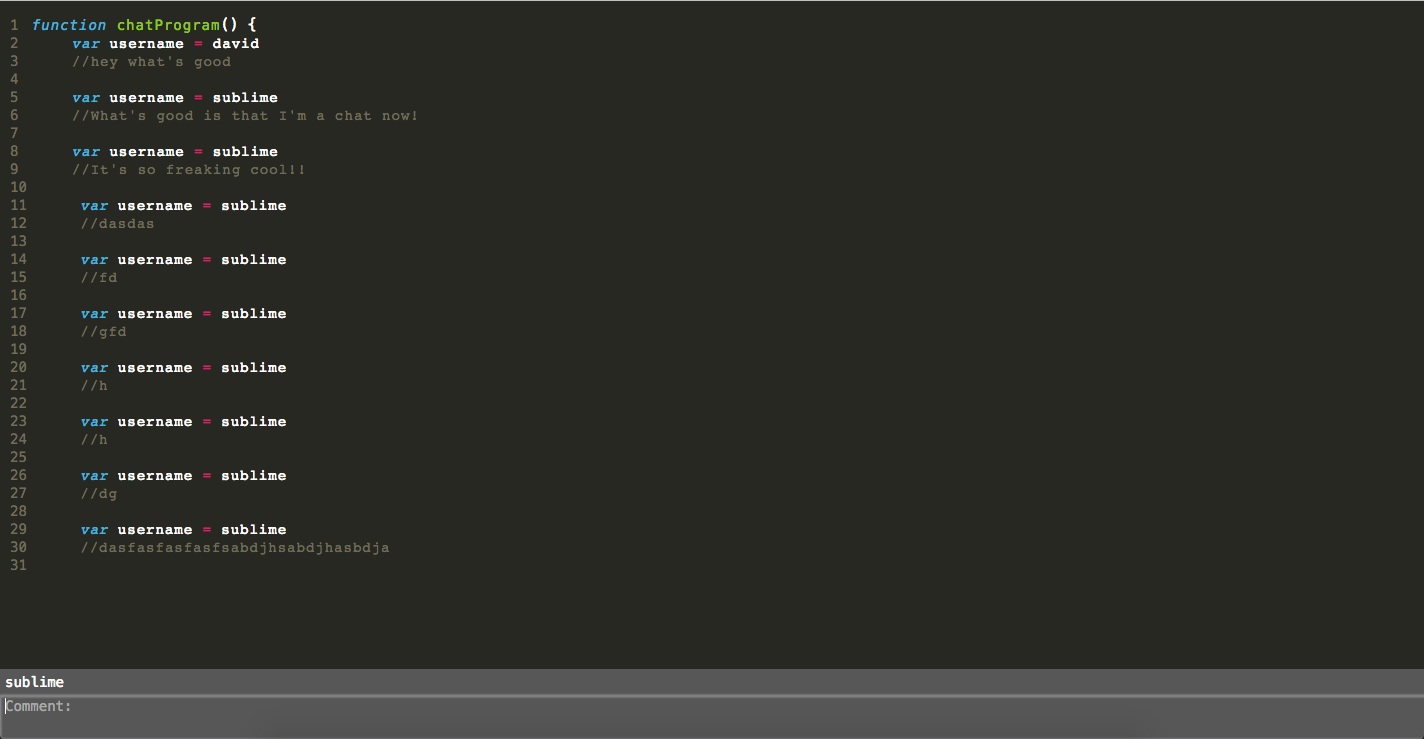 1 function chatProgram() {
2 var username = david
3 //hey what's good
4
5 var username = sublime
6 //What's good is that I'm a chat now!
7
8 var username = sublime
9 //It's so freaking cool!!
10
11 var username = sublime
12 //dasdas
13
14 var username = sublime
15 //fd
16
17 var username = sublime
18 //gfd
19
20 var username = sublime
21 //h
22
23 var username = sublime
24 //h
25
26 var username = sublime
27 //dg
28
29 var username = sublime
30 //dasfasfasfasfsabdjhsabdjhasbdja
31
sublime
Comment: